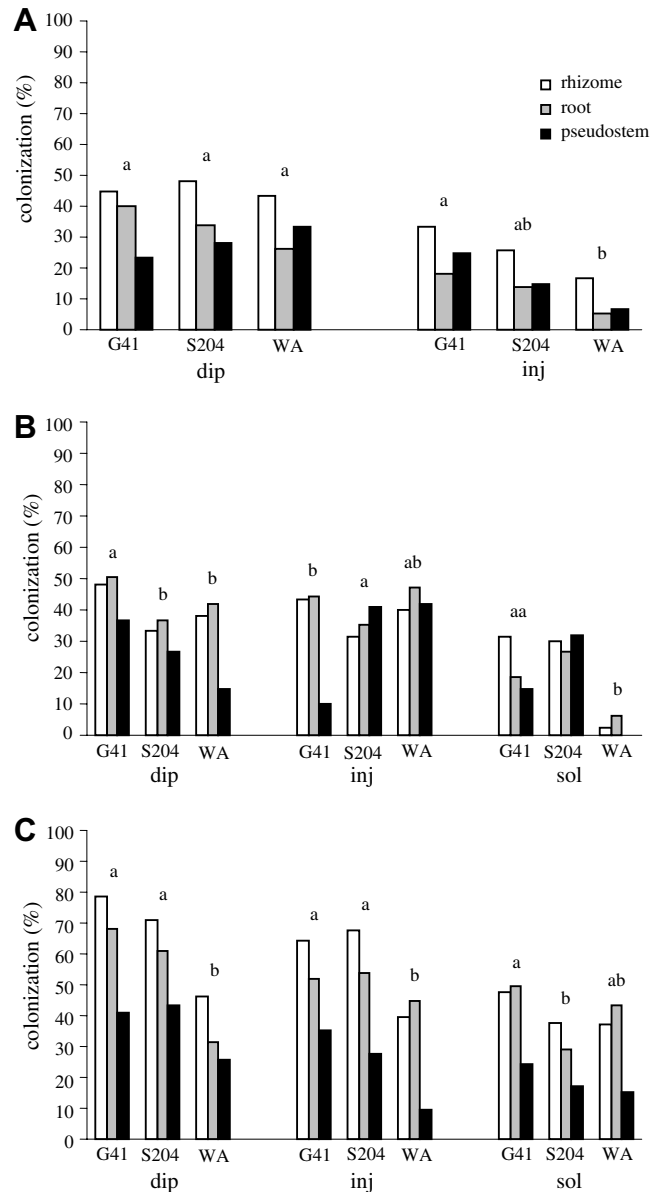 A
100
90
80
70
60
50
40
30
20
10
0
colonization (%)
rhizome
root
pseudostem
a a a a ab b
G41 S204 WA G41 S204 WA
dip inj
B
100
90
80
70
60
50
40
30
20
10
0
colonization (%)
a b b b a ab aa b
G41 S204 WA G41 S204 WA G41 S204 WA
dip inj sol
C
100
90
80
70
60
50
40
30
20
10
0
colonization (%)
a a b a a b a b ab
G41 S204 WA G41 S204 WA G41 S204 WA
dip inj sol